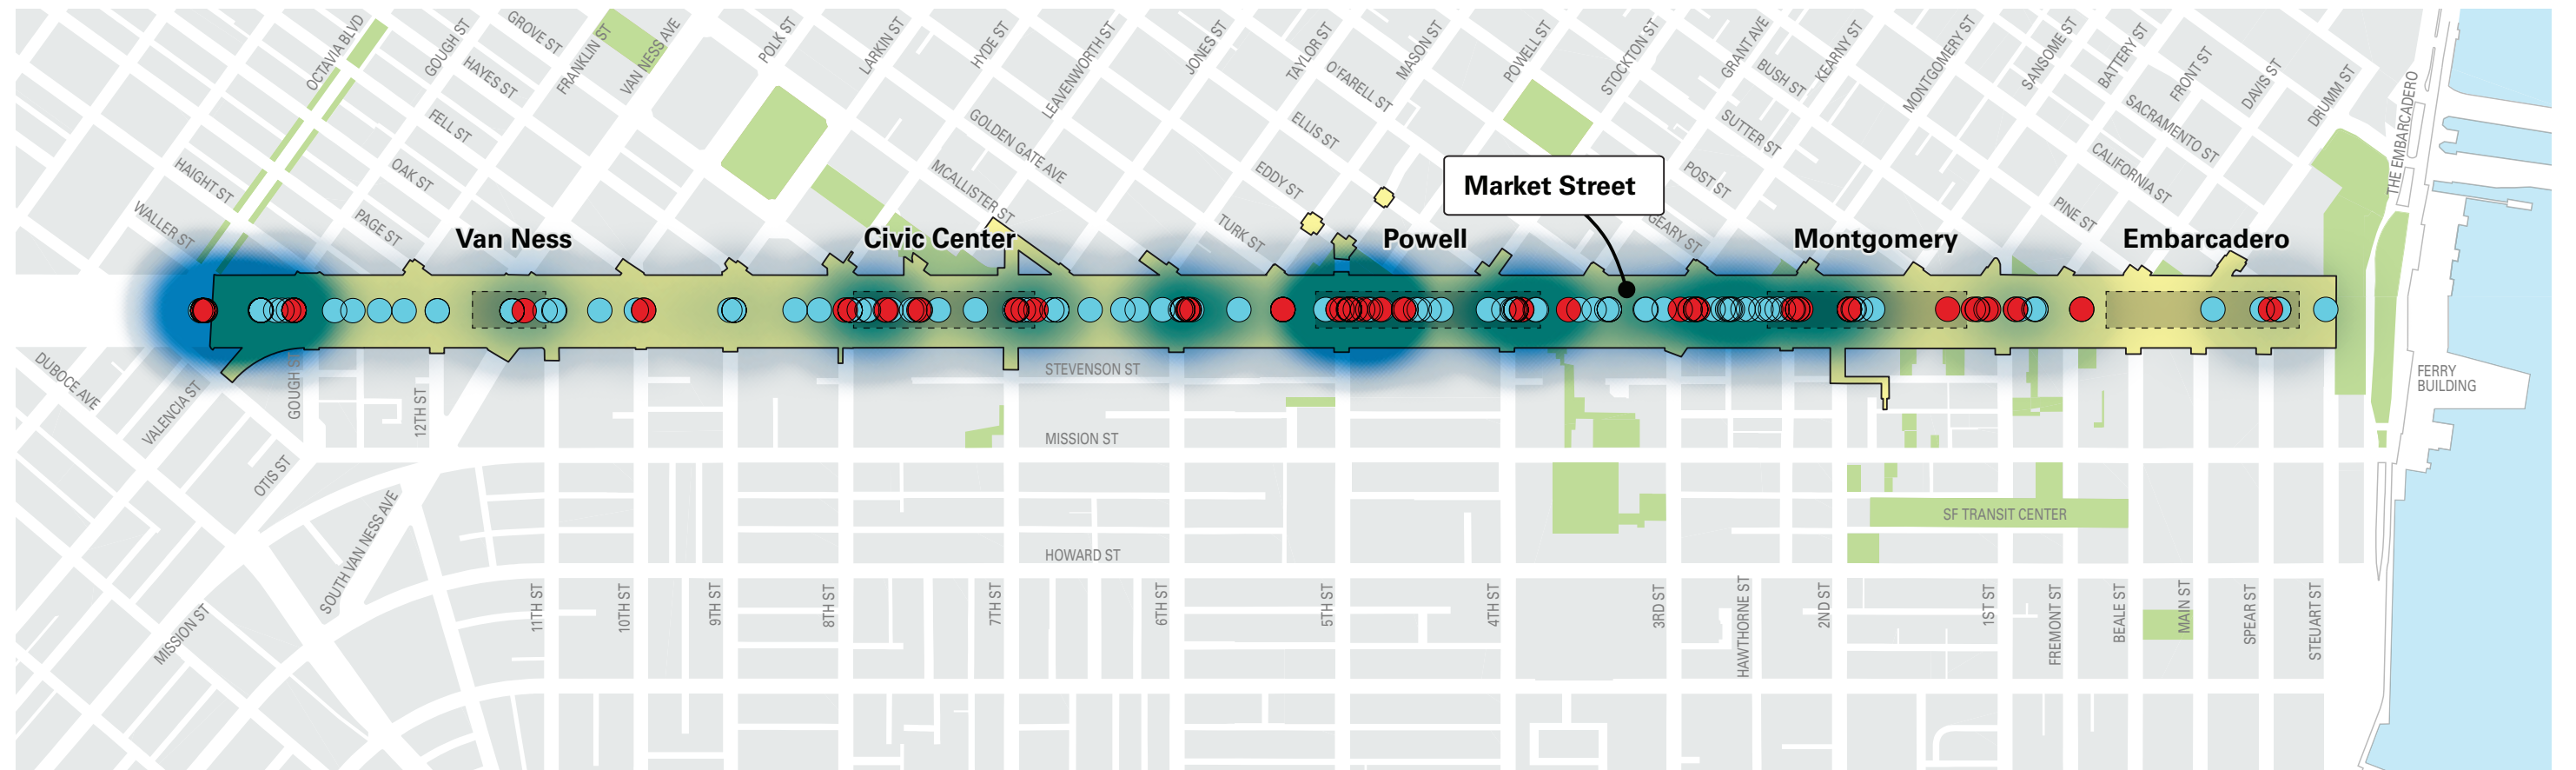 OCTAVIA BLVD
GOUGH ST
GROVE ST
HAYES ST
FRANKLIN ST
VAN NESS AVE
POLK ST
LARKIN ST
HYDE ST
LEAVENWORTH ST
JONES ST
TAYLOR ST
O'FARELL ST
MASON ST
POWELL ST
STOCKTON ST
GRANT AVE
BUSH ST
KEARNY ST
MONTGOMERY ST
SANSOME ST
BATTERY ST
FRONT ST
DAVIS ST
DRUMM ST
THE EMBARCADERO
FELL ST
OAK ST
HAIGHT ST
WALLER ST
PAGE ST
GOLDEN GATE AVE
MCALLISTER ST
ELLIS ST
EDDY ST
TURK ST
SUTTER ST
POST ST
GEARY ST
SACRAMENTO ST
CALIFORNIA ST
PINE ST
Market Street
Van Ness
Civic Center
Powell
Montgomery
Embarcadero
DUBOCE AVE
VALENCIA ST
GOUGH ST
12TH ST
STEVENSON ST
FERRY
BUILDING
MISSION ST
OTIS ST
SOUTH VAN NESS AVE
SF TRANSIT CENTER
HOWARD ST
MISSION ST
11TH ST
10TH ST
9TH ST
8TH ST
7TH ST
6TH ST
5TH ST
4TH ST
3RD ST
HAWTHORNE ST
2ND ST
1ST ST
FREMONT ST
BEALE ST
MAIN ST
SPEAR ST
STEUART ST